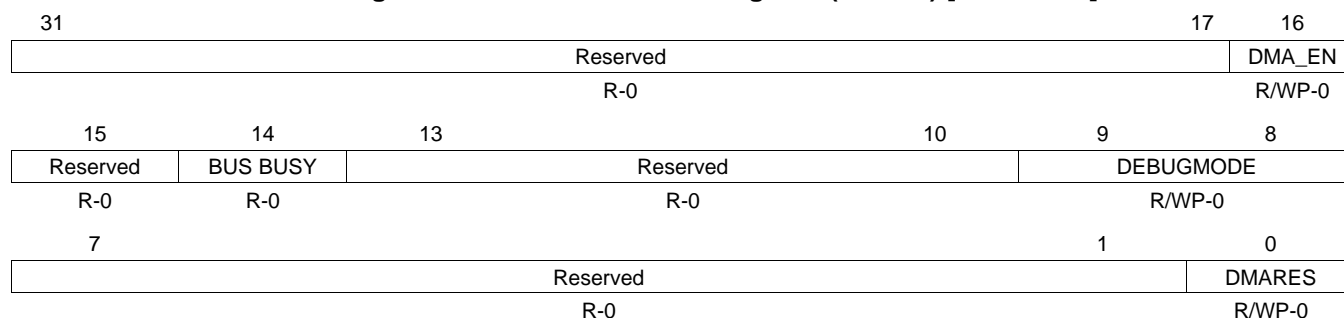 31 17 16
Reserved DMA_EN
R-0 R/WP-0
15 14 13 10 9 8
Reserved BUS BUSY Reserved DEBUGMODE
R-0 R-0 R-0 R/WP-0
7 1 0
Reserved DMARES
R-0 R/WP-0